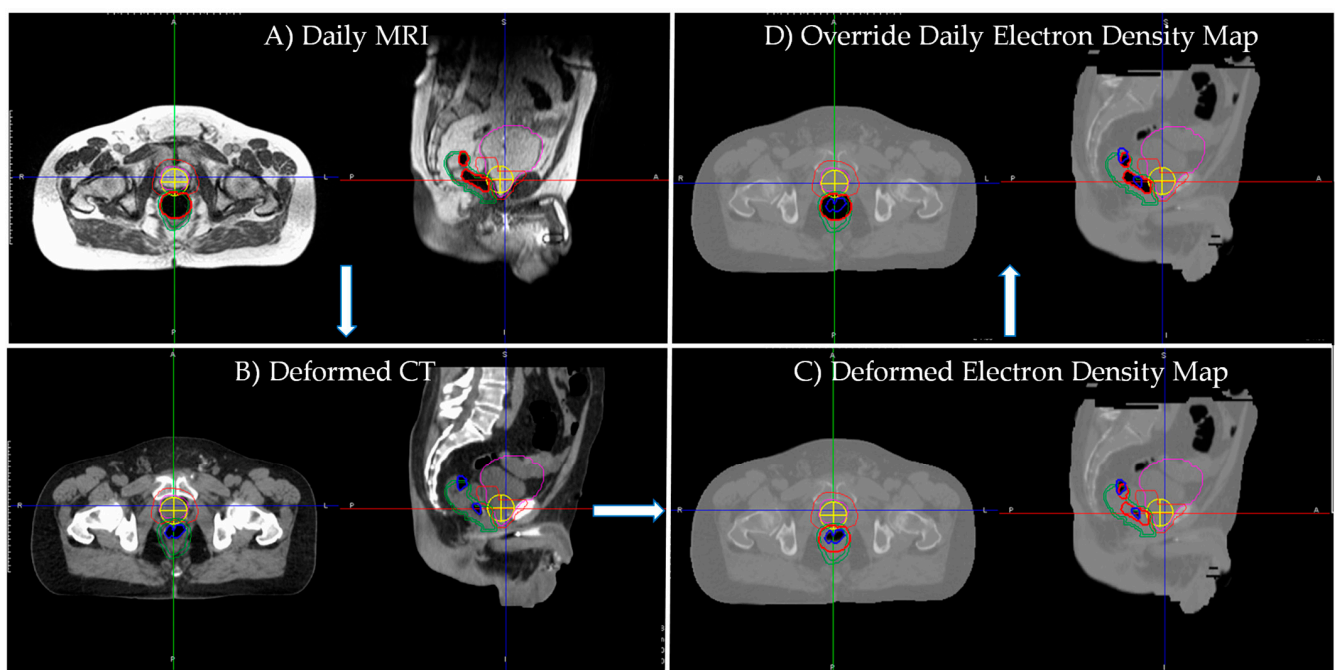 A) Daily MRI
A
S
R
L
P
A
P
I
D) Override Daily Electron Density Map
A
S
R
L
P
A
P
I
B) Deformed CT
A
S
R
L
P
A
P
I
C) Deformed Electron Density Map
A
S
R
L
P
A
P
I